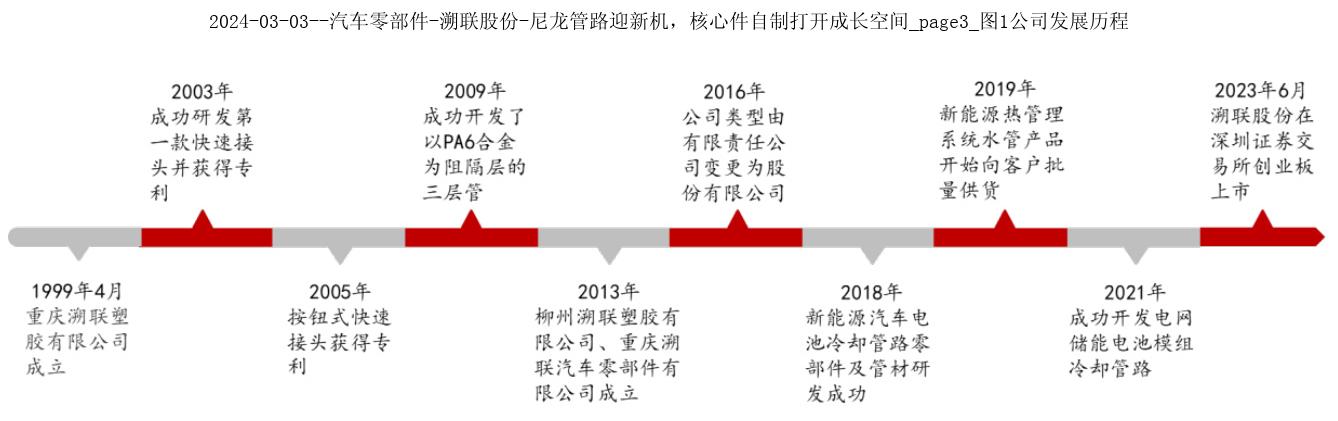 2024-03-03--汽车零部件-溯联股份-尼龙管路迎新机，核心件自制打开成长空间_page3_图1公司发展历程
2003年
成功研发第
一款快速接
头并获得专
利
2009年
成功开发了
以PA6合金
为阻隔层的
三层管
2016年
公司类型由
有限责任公
司变更为股
份有限公司
2019年
新能源热管理
系统水管产品
开始向客户批
量供货
2023年6月
溯联股份在
深圳证券交
易所创业板
上市
1999年4月
重庆溯联塑
胶有限公司
成立
2005年
按钮式快速
接头获得专
利
2013年
柳州溯联塑胶有
限公司、重庆溯
联汽车零部件有
限公司成立
2018年
新能源汽车电
池冷却管路零
部件及管材研
发成功
2021年
成功开发电网
储能电池模组
冷却管路